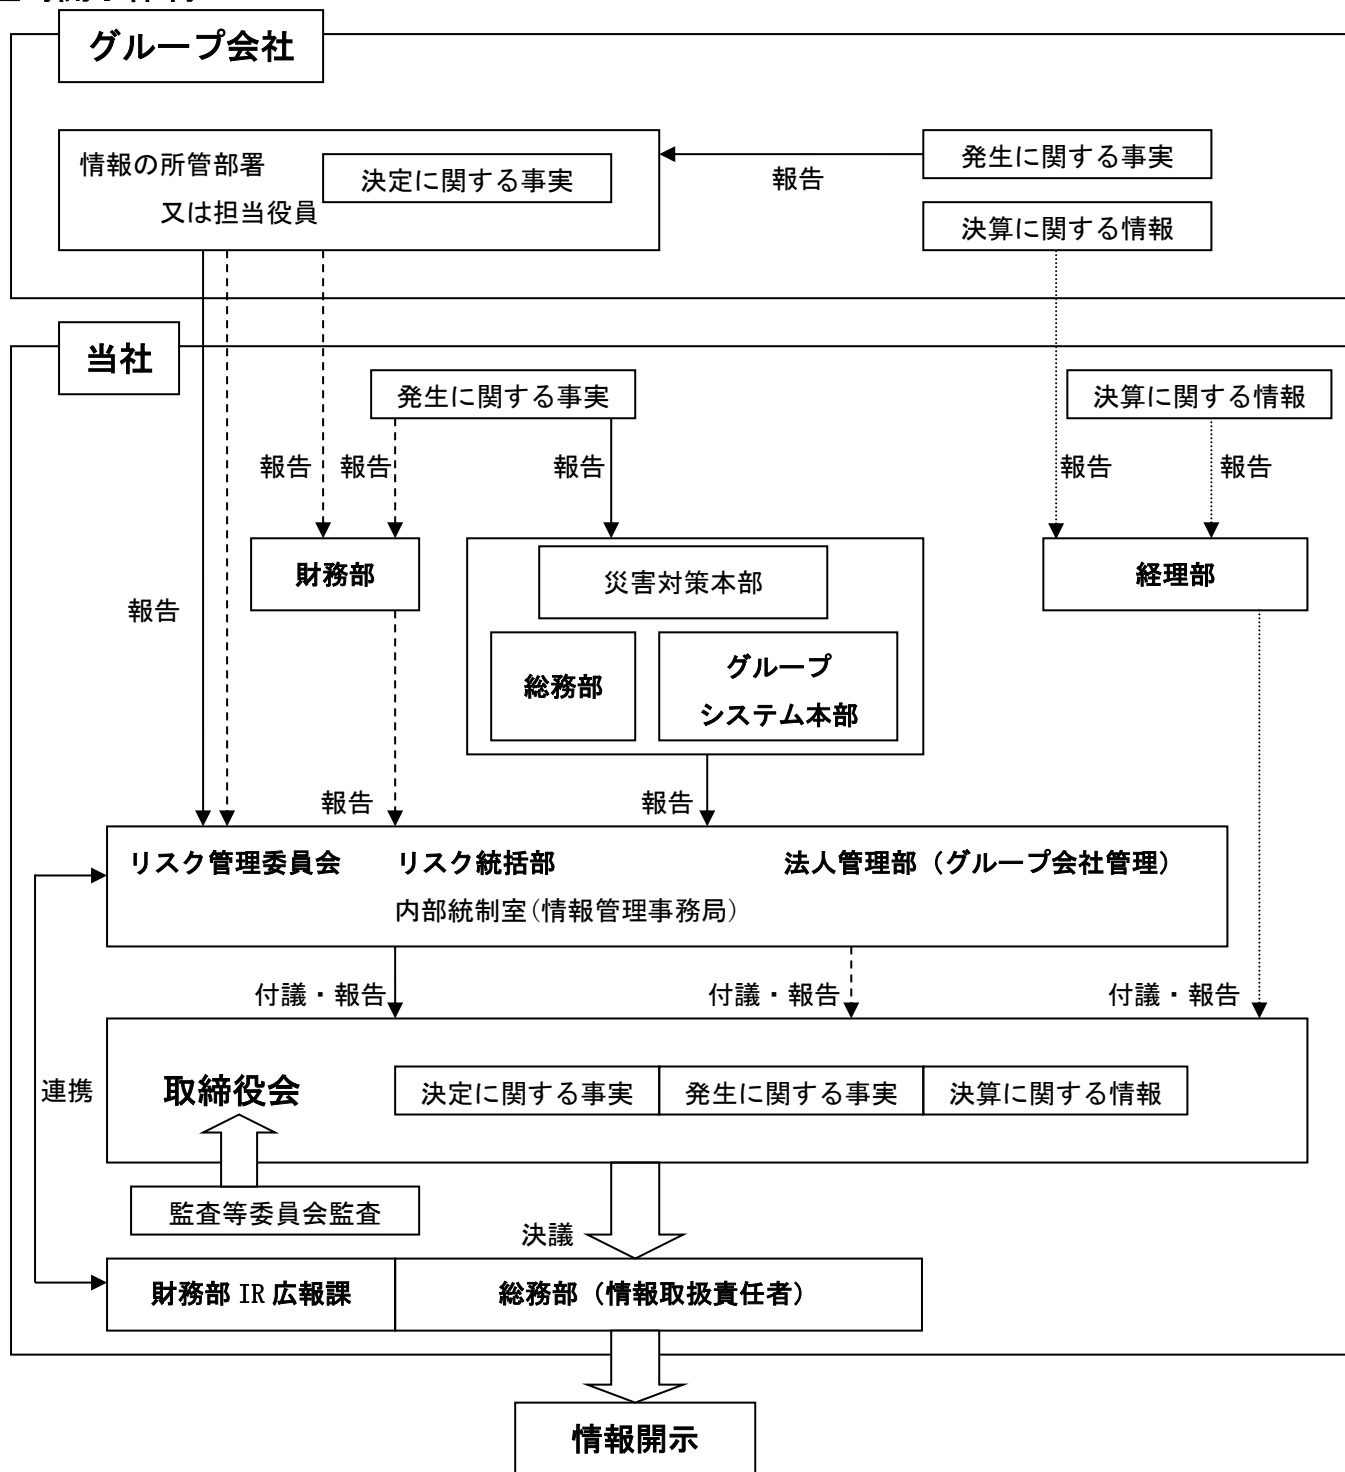 グループ会社
情報の所管部署
又は担当役員
決定に関する事実
報告
発生に関する事実
決算に関する情報
当社
発生に関する事実
決算に関する情報
報告
報告
報告
報告
報告
財務部
災害対策本部
経理部
報告
総務部
グループ
システム本部
報告
報告
リスク管理委員会 リスク統括部 法人管理部（グループ会社管理）
内部統制室(情報管理事務局)
付議・報告
付議・報告
付議・報告
連携
取締役会
決定に関する事実
発生に関する事実
決算に関する情報
監査等委員会監査
決議
財務部 IR 広報課
総務部（情報取扱責任者）
情報開示